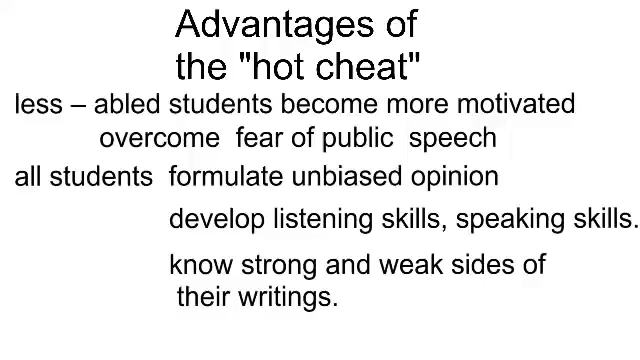 Advantages of
the "hot cheat"
less – abled students become more motivated
overcome fear of public speech
all students formulate unbiased opinion
develop listening skills, speaking skills.
know strong and weak sides of
their writings.